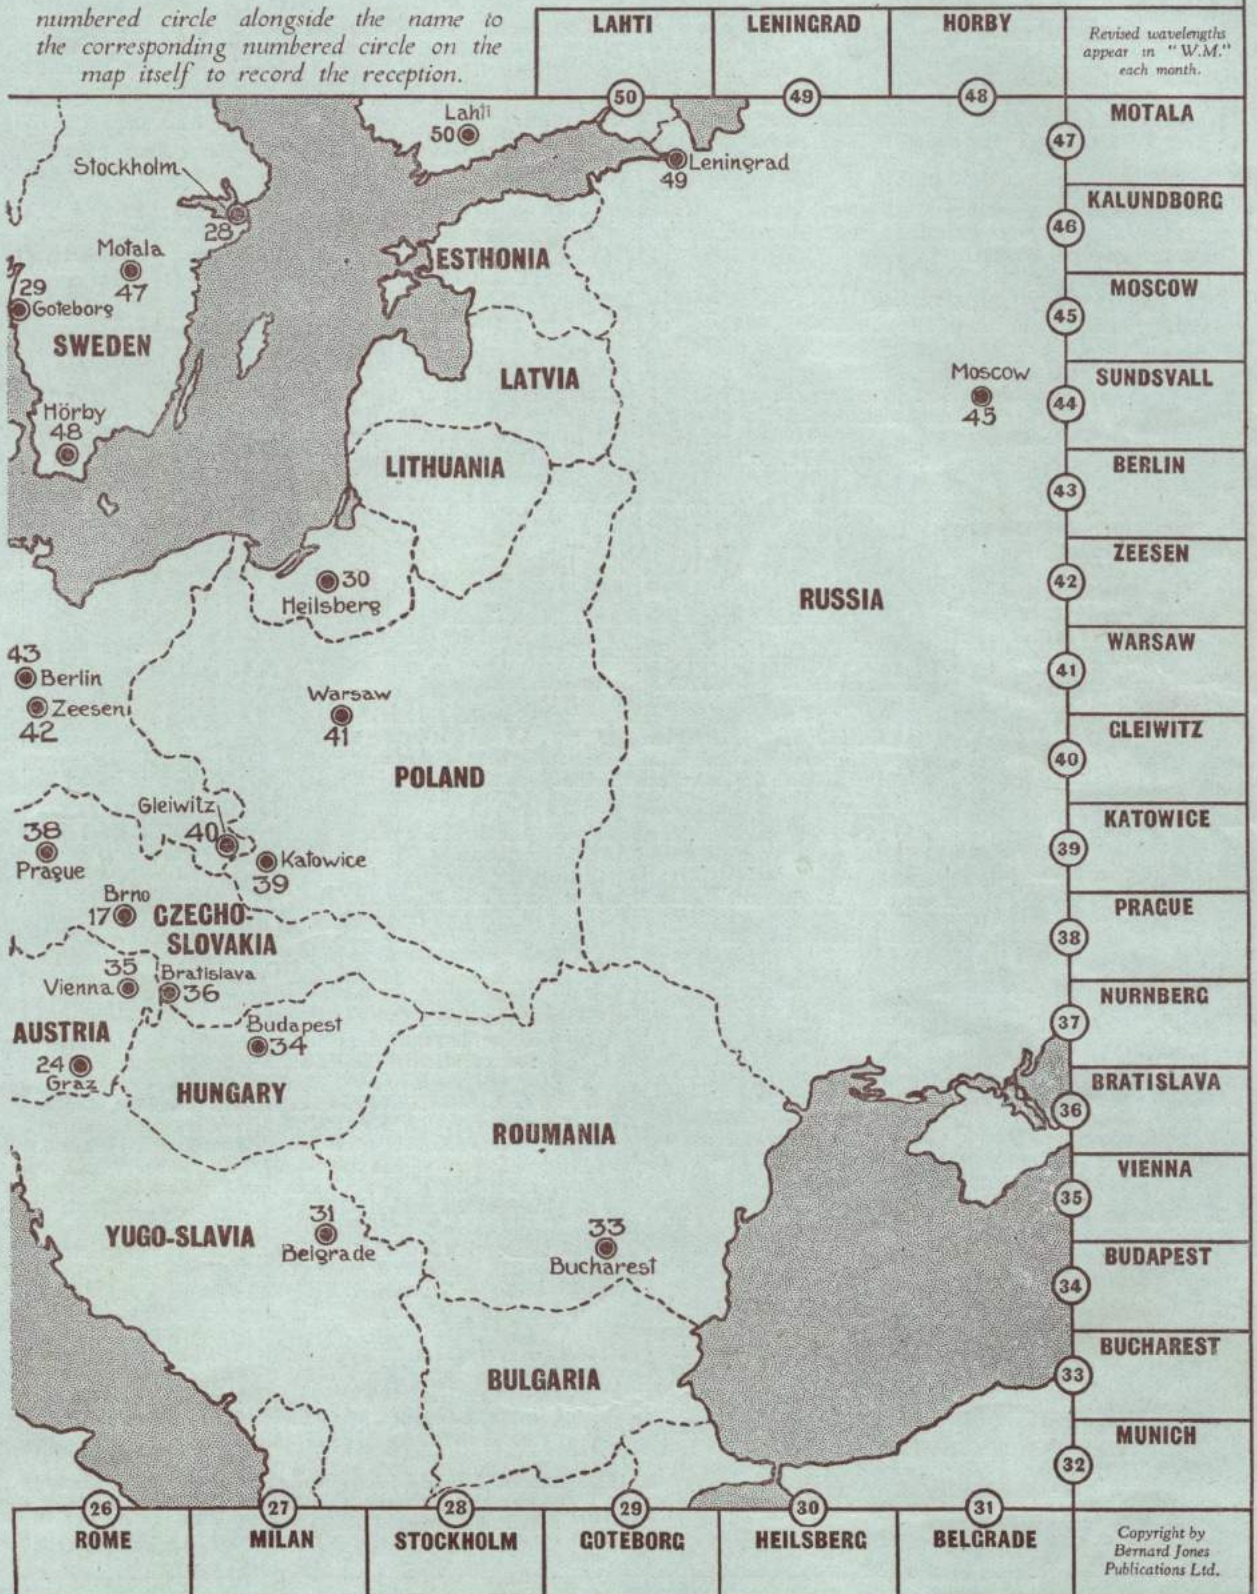 numbered circle alongside the name to
the corresponding numbered circle on the
map itself to record the reception.
LAHTI
LENINGRAD
HORBY
Revised wavelengths
appear in "W.M."
each month.
50
49
48
MOTALA
47
KALUNDBORG
46
MOSCOW
45
SUNDSVALL
44
BERLIN
43
ZEESEN
42
WARSAW
41
GLEIWITZ
40
KATOWICE
39
PRAGUE
38
NURNBERG
37
BRATISLAVA
36
VIENNA
35
BUDAPEST
34
BUCHAREST
33
MUNICH
32
Lahti
50
Leningrad
49
Stockholm
28
Motala
47
29
Goteborg
SWEDEN
Hörby
48
ESTHONIA
LATVIA
LITHUANIA
Moscow
45
RUSSIA
30
Heilsberg
43
Berlin
Zeesen
42
Warsaw
41
POLAND
Gleiwitz
40
38
Prague
Katowice
39
Brno
17
CZECHO-
SLOVAKIA
35
Vienna
Bratislava
36
AUSTRIA
24
Graz
Budapest
34
HUNGARY
ROUMANIA
31
Belgrade
YUGO-SLAVIA
33
Bucharest
BULGARIA
26
27
28
29
30
31
ROME
MILAN
STOCKHOLM
GOTEBORG
HEILSBERG
BELGRADE
Copyright by
Bernard Jones
Publications Ltd.